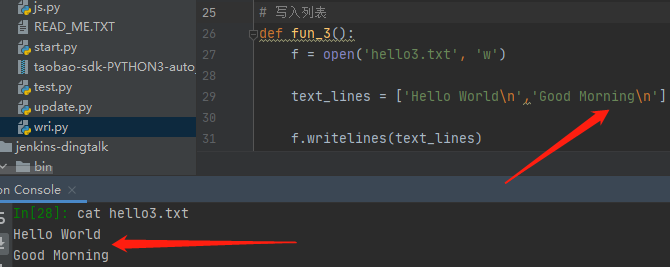 js.py
READ_ME.TXT
start.py
taobao-sdk-PYTHON3-auto_
test.py
update.py
wri.py
jenkins-dingtalk
bin
25 # 写入列表
26 def fun_3():
27 f = open('hello3.txt', 'w')
28
29 text_lines = ['Hello World\n','Good Morning\n']
30
31 f.writelines(text_lines)
on Console ×
In[28]: cat hello3.txt
Hello World
Good Morning